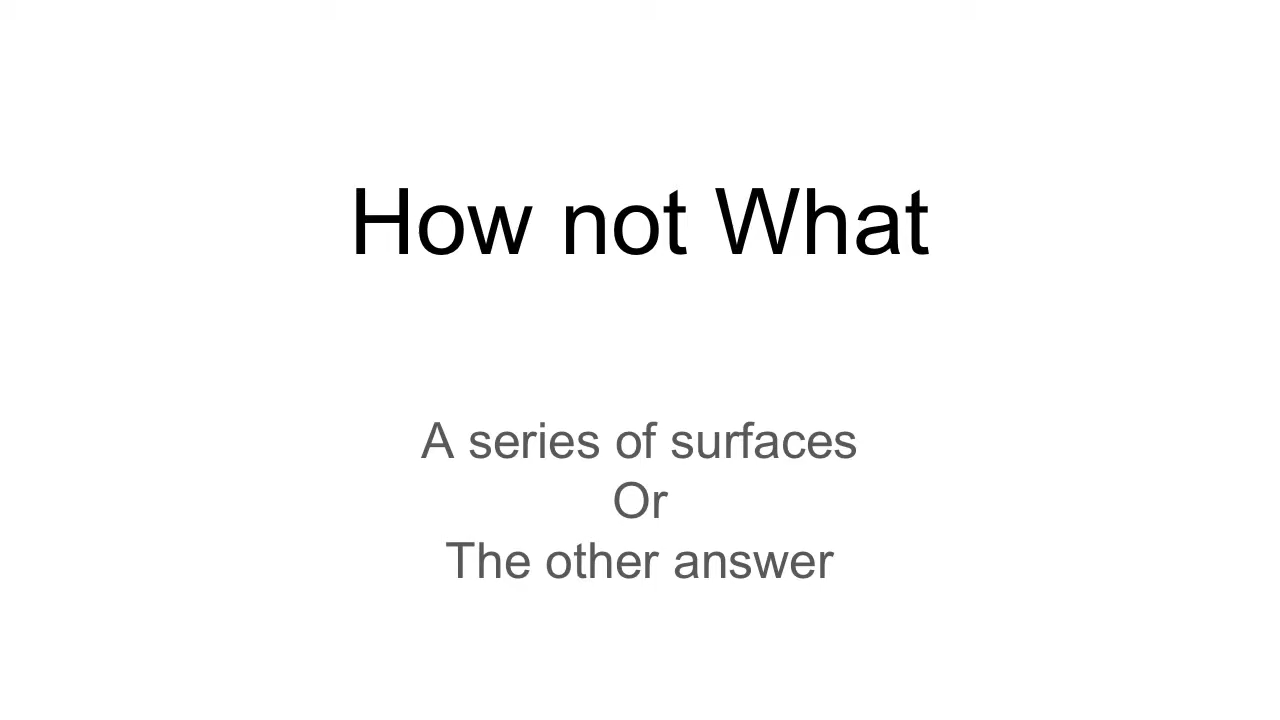 How not What
A series of surfaces
Or
The other answer